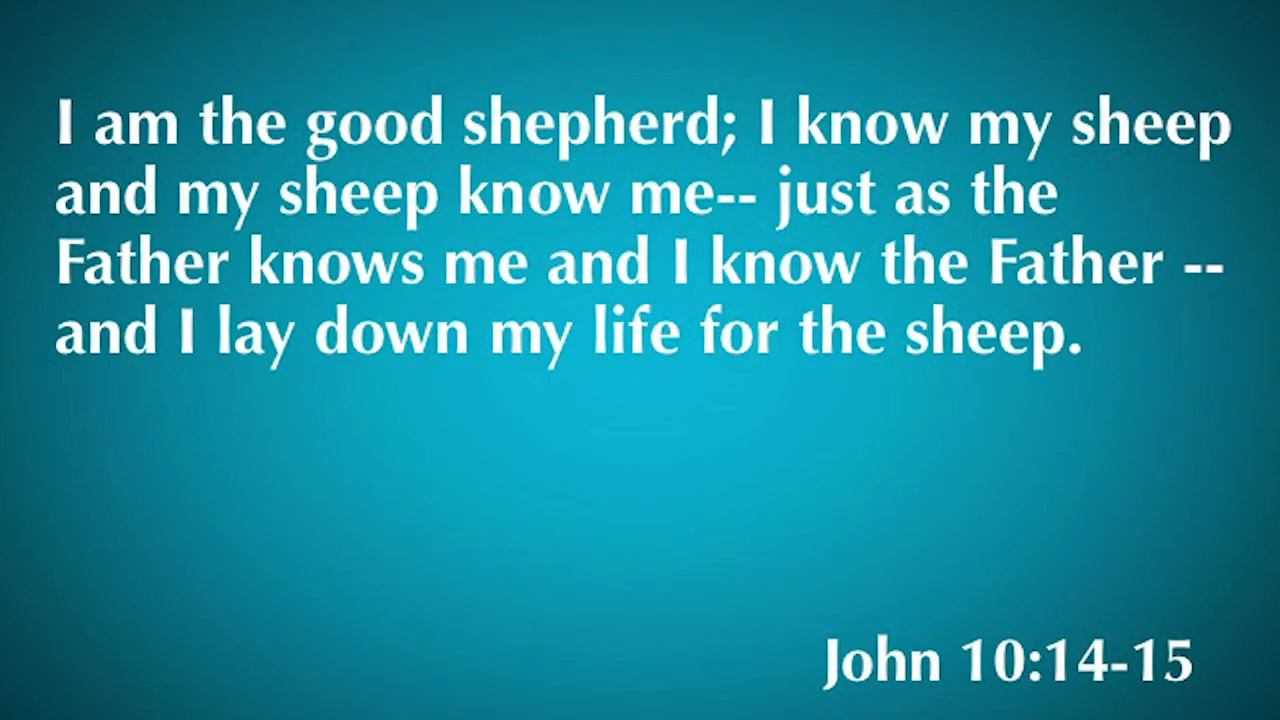 I am the good shepherd; I know my sheep
and my sheep know me-- just as the
Father knows me and I know the Father --
and I lay down my life for the sheep.
John 10:14-15